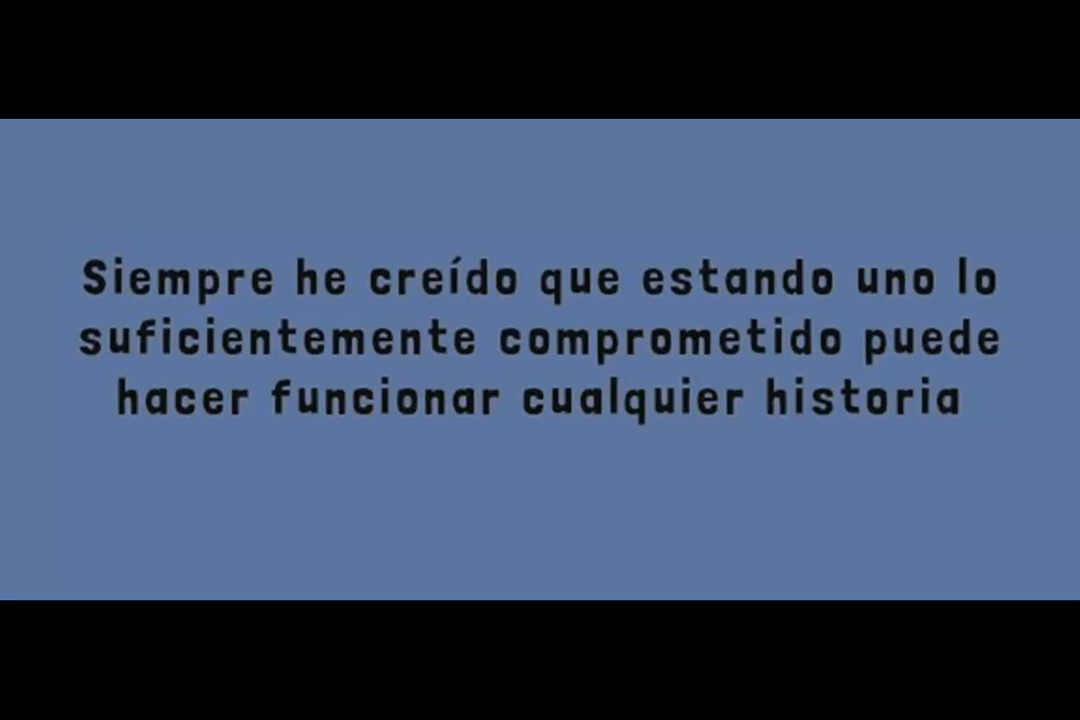 Siempre he creído que estando uno lo
suficientemente comprometido puede
hacer funcionar cualquier historia